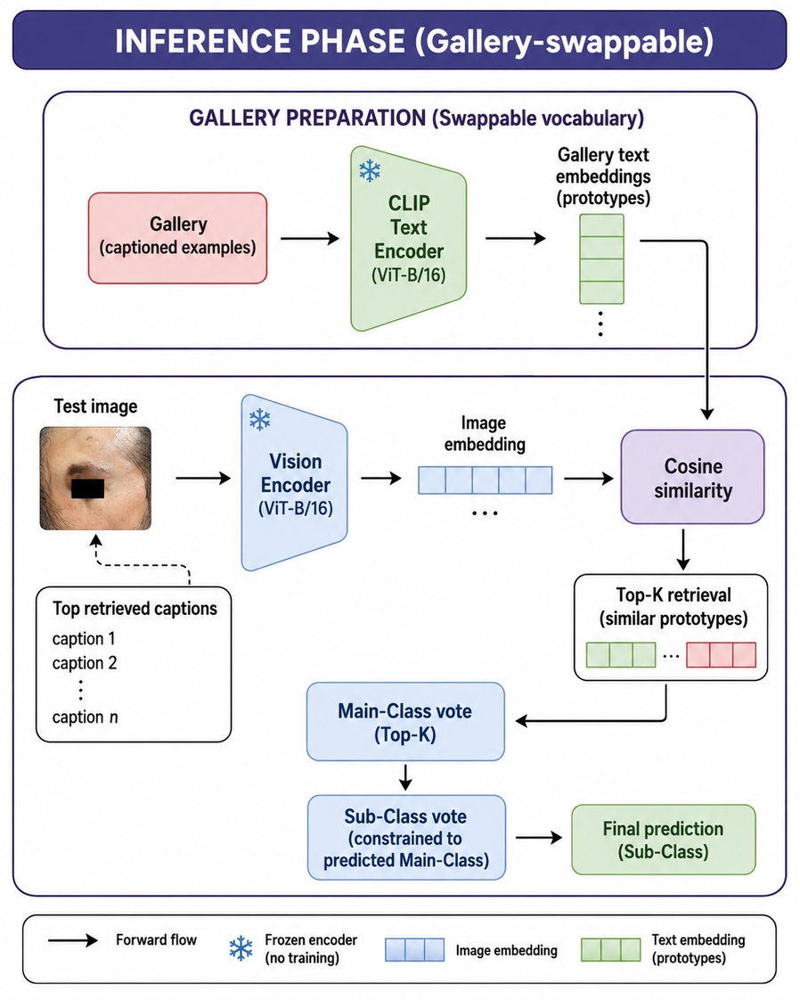 INFERENCE PHASE (Gallery-swappable)
GALLERY PREPARATION (Swappable vocabulary)
Gallery
(captioned examples)
CLIP
Text
Encoder
(ViT-B/16)
Gallery text
embeddings
(prototypes)
Test image
Vision
Encoder
(ViT-B/16)
Image
embedding
Cosine
similarity
Top retrieved captions
caption 1
caption 2
caption n
Top-K retrieval
(similar prototypes)
Main-Class vote
(Top-K)
Sub-Class vote
(constrained to
predicted Main-Class)
Final prediction
(Sub-Class)
Forward flow
Frozen encoder
(no training)
Image embedding
Text embedding
(prototypes)